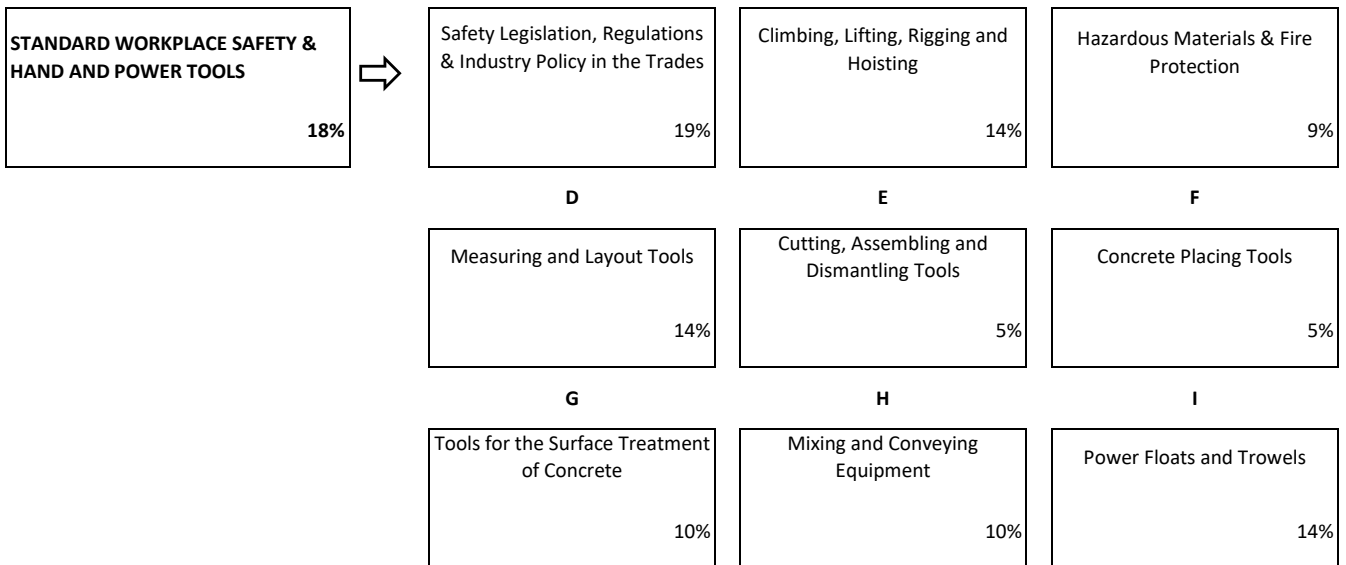 STANDARD WORKPLACE SAFETY &
HAND AND POWER TOOLS
18%
Safety Legislation, Regulations
& Industry Policy in the Trades
19%
Climbing, Lifting, Rigging and
Hoisting
14%
Hazardous Materials & Fire
Protection
9%
D
E
F
Measuring and Layout Tools
14%
Cutting, Assembling and
Dismantling Tools
5%
Concrete Placing Tools
5%
G
H
I
Tools for the Surface Treatment
of Concrete
10%
Mixing and Conveying
Equipment
10%
Power Floats and Trowels
14%